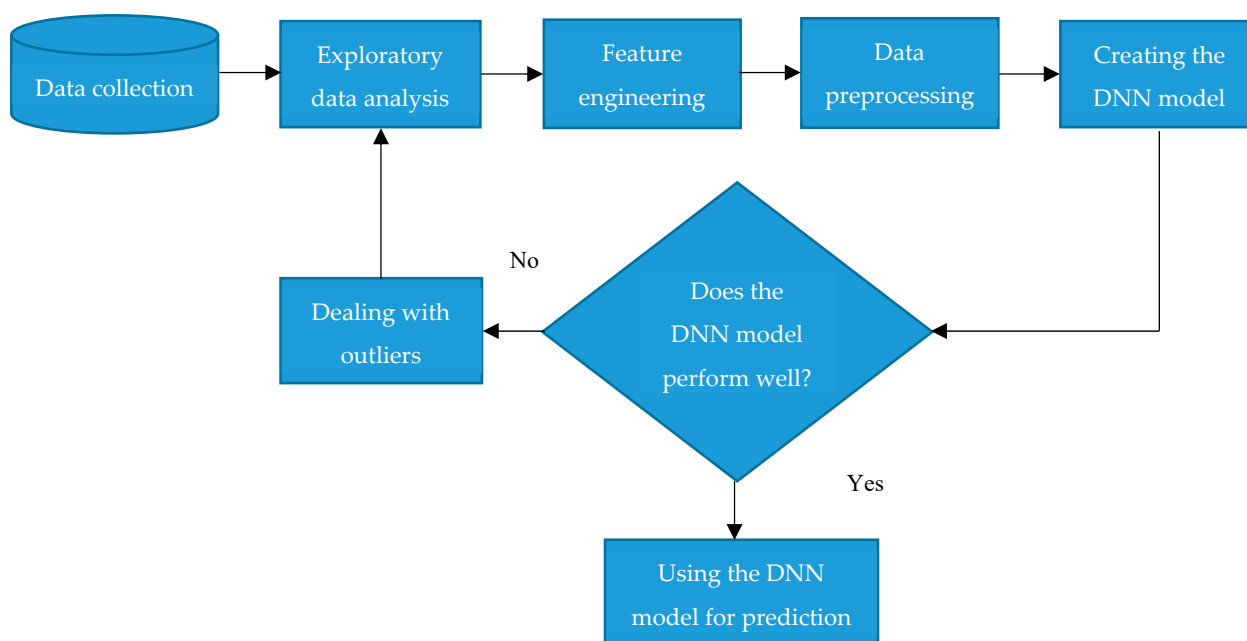 Data collection
Exploratory
data analysis
Feature
engineering
Data
preprocessing
Creating the
DNN model
No
Dealing with
outliers
Does the
DNN model
perform well?
Yes
Using the DNN
model for prediction